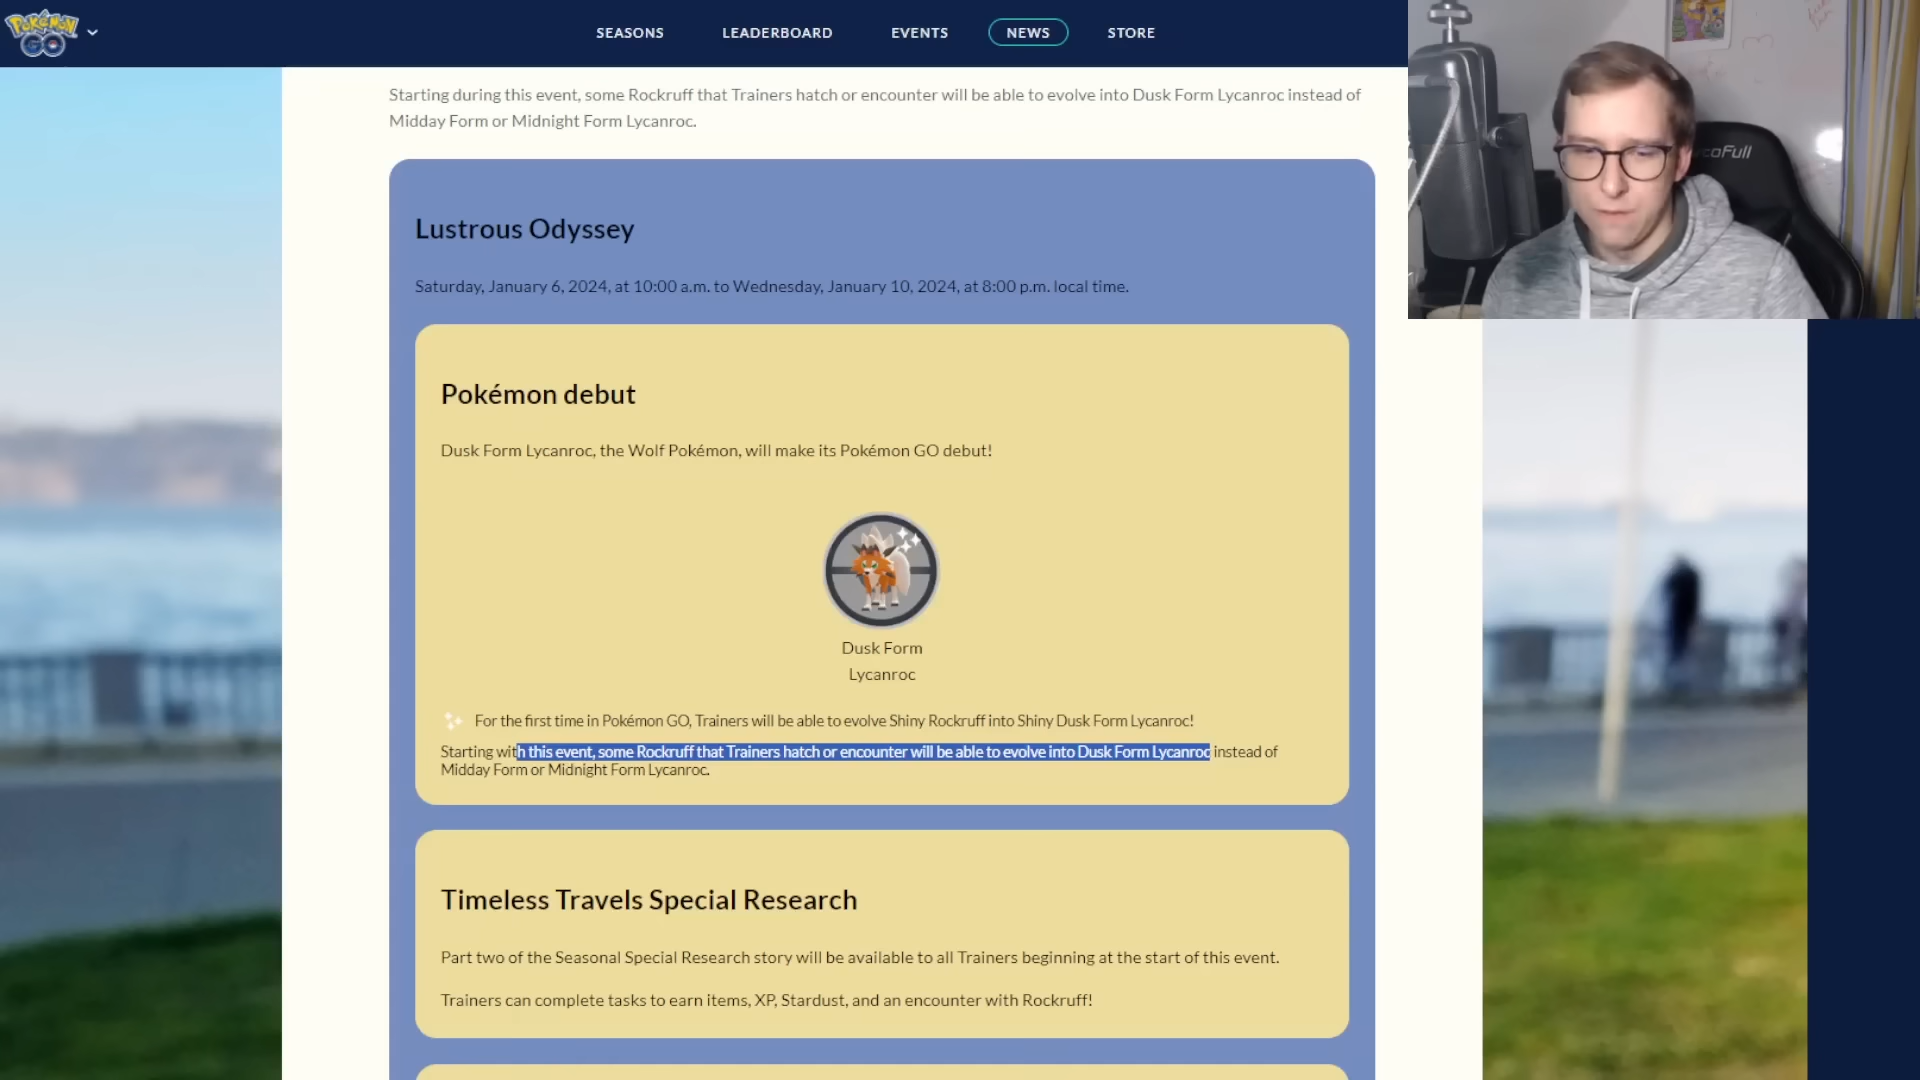 Pokémon GO
SEASONS
LEADERBOARD
EVENTS
NEWS
STORE
Starting during this event, some Rockruff that Trainers hatch or encounter will be able to evolve into Dusk Form Lycanroc instead of
Midday Form or Midnight Form Lycanroc.
Lustrous Odyssey
Saturday, January 6, 2024, at 10:00 a.m. to Wednesday, January 10, 2024, at 8:00 p.m. local time.
Pokémon debut
Dusk Form Lycanroc, the Wolf Pokémon, will make its Pokémon GO debut!
Dusk Form
Lycanroc
For the first time in Pokémon GO, Trainers will be able to evolve Shiny Rockruff into Shiny Dusk Form Lycanroc!
Starting with this event, some Rockruff that Trainers hatch or encounter will be able to evolve into Dusk Form Lycanroc instead of
Midday Form or Midnight Form Lycanroc.
Timeless Travels Special Research
Part two of the Seasonal Special Research story will be available to all Trainers beginning at the start of this event.
Trainers can complete tasks to earn items, XP, Stardust, and an encounter with Rockruff!